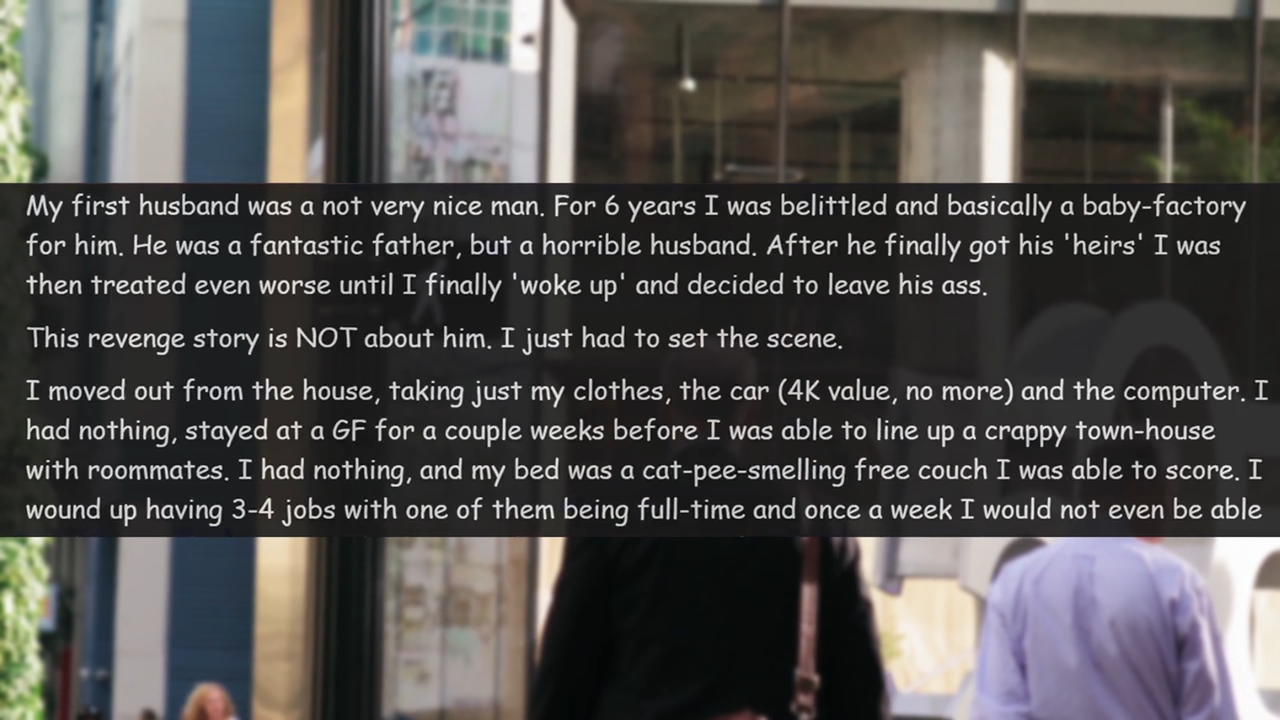 My first husband was a not very nice man. For 6 years I was belittled and basically a baby-factory
for him. He was a fantastic father, but a horrible husband. After he finally got his 'heirs' I was
then treated even worse until I finally 'woke up' and decided to leave his ass.
This revenge story is NOT about him. I just had to set the scene.
I moved out from the house, taking just my clothes, the car (4K value, no more) and the computer. I
had nothing, stayed at a GF for a couple weeks before I was able to line up a crappy town-house
with roommates. I had nothing, and my bed was a cat-pee-smelling free couch I was able to score. I
wound up having 3-4 jobs with one of them being full-time and once a week I would not even be able